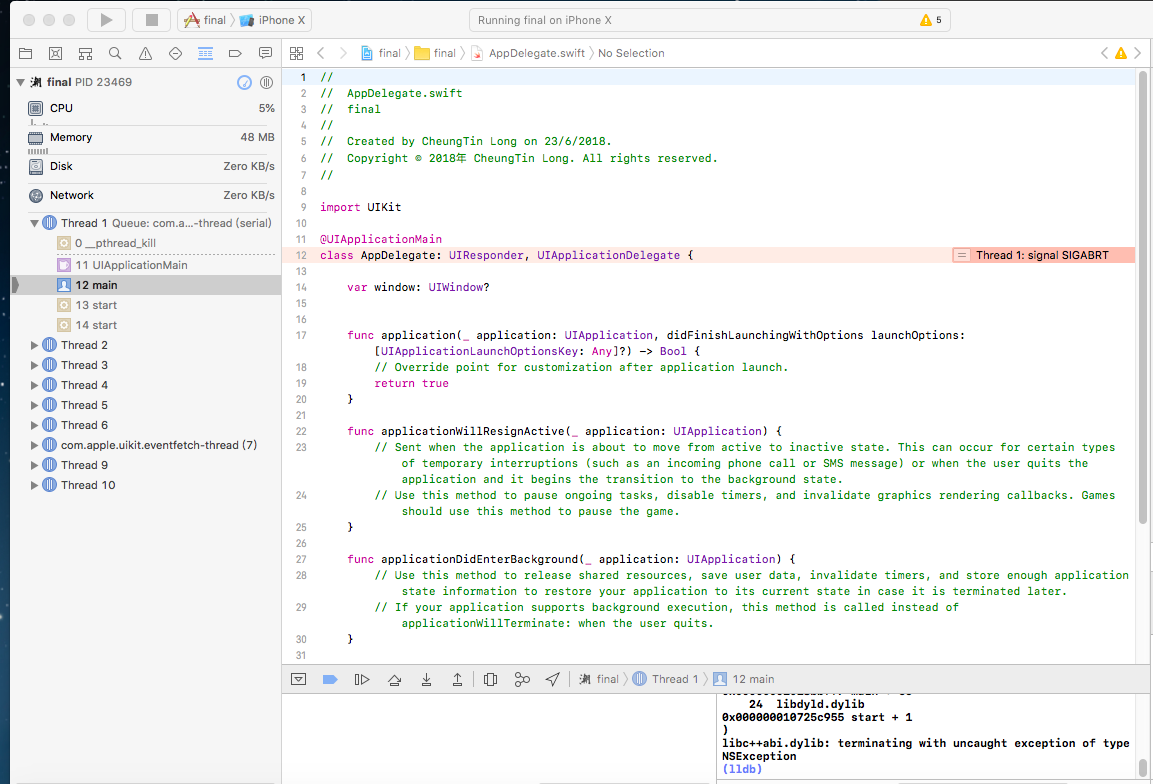 final iPhone X
Running final on iPhone X
5
final final AppDelegate.swift No Selection
final PID 23469
CPU 5%
Memory 48 MB
Disk Zero KB/s
Network Zero KB/s
Thread 1 Queue: com.a...-thread (serial)
0 __pthread_kill
11 UIApplicationMain
12 main
13 start
14 start
Thread 2
Thread 3
Thread 4
Thread 5
Thread 6
com.apple.uikit.eventfetch-thread (7)
Thread 9
Thread 10
1 //
2 //  AppDelegate.swift
3 //  final
4 //
5 //  Created by CheungTin Long on 23/6/2018.
6 //  Copyright © 2018年 CheungTin Long. All rights reserved.
7 //
8
9 import UIKit
10
11 @UIApplicationMain
12 class AppDelegate: UIResponder, UIApplicationDelegate { Thread 1: signal SIGABRT
13
14     var window: UIWindow?
15
16
17     func application(_ application: UIApplication, didFinishLaunchingWithOptions launchOptions:
[UIApplicationLaunchOptionsKey: Any]?) -> Bool {
18         // Override point for customization after application launch.
19         return true
20     }
21
22     func applicationWillResignActive(_ application: UIApplication) {
23         // Sent when the application is about to move from active to inactive state. This can occur for certain types
of temporary interruptions (such as an incoming phone call or SMS message) or when the user quits the
application and it begins the transition to the background state.
24         // Use this method to pause ongoing tasks, disable timers, and invalidate graphics rendering callbacks. Games
should use this method to pause the game.
25     }
26
27     func applicationDidEnterBackground(_ application: UIApplication) {
28         // Use this method to release shared resources, save user data, invalidate timers, and store enough application
state information to restore your application to its current state in case it is terminated later.
29         // If your application supports background execution, this method is called instead of
applicationWillTerminate: when the user quits.
30     }
31
final Thread 1 12 main
24  libdyld.dylib
0x000000010725c955 start + 1
)
libc++abi.dylib: terminating with uncaught exception of type
NSException
(lldb)